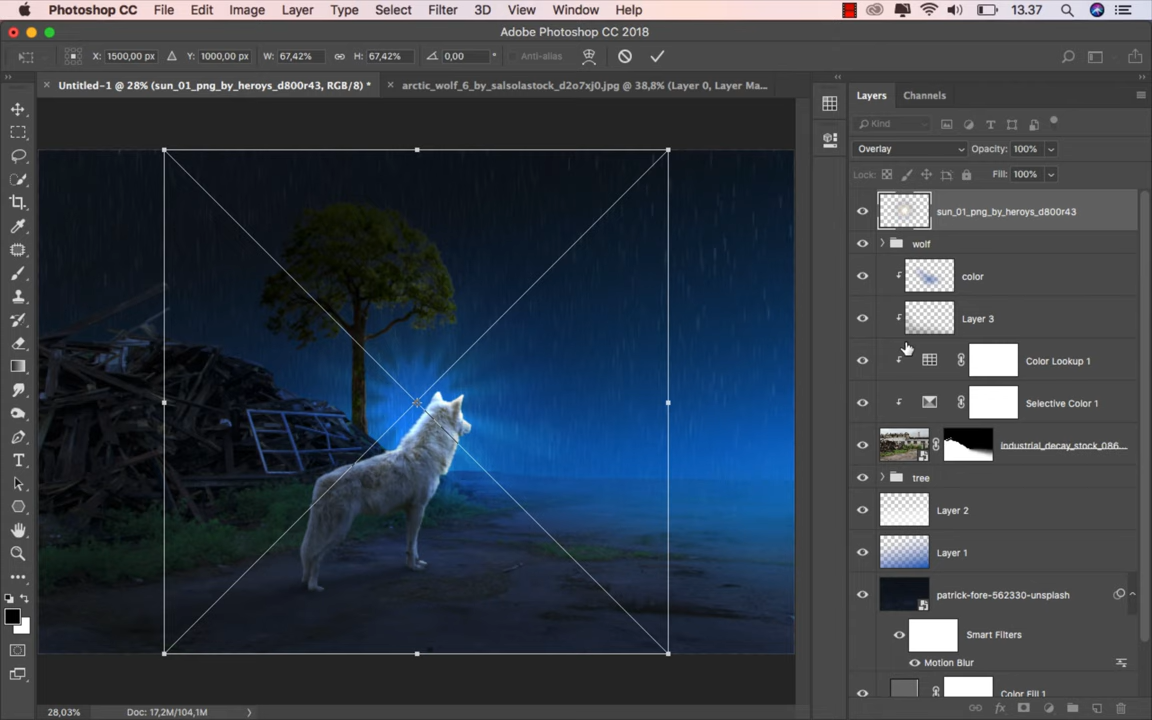 Photoshop CC File Edit Image Layer Type Select Filter 3D View Window Help 13.37
Adobe Photoshop CC 2018
X: 1500,00 px Y: 1000,00 px W: 67,42% H: 67,42% 0,00 ° Anti-alias
Untitled-1 @ 28% (sun_01_png_by_heroys_d800r43, RGB/8) *
arctic_wolf_6_by_salsolastock_d2o7xj0.jpg @ 38,8% (Layer 0, Layer Ma...
Layers Channels
Kind
Overlay Opacity: 100%
Lock: Fill: 100%
sun_01_png_by_heroys_d800r43
wolf
color
Layer 3
Color Lookup 1
Selective Color 1
industrial_decay_stock_086...
tree
Layer 2
Layer 1
patrick-fore-562330-unsplash
Smart Filters
Motion Blur
Color Fill 1
28,03% Doc: 17,2M/104,1M